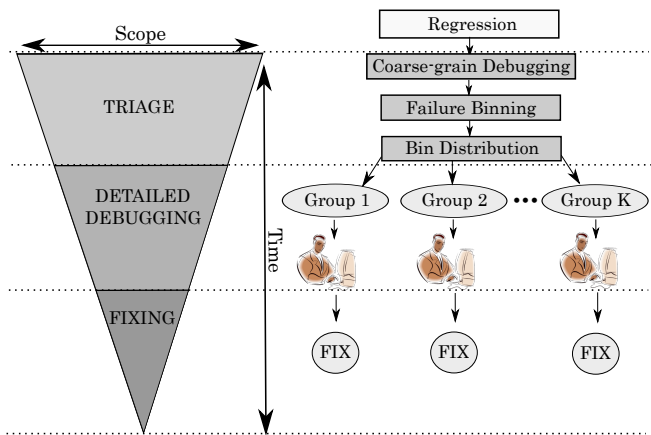 Scope
TRIAGE
DETAILED
DEBUGGING
FIXING
Time
Regression
Coarse-grain Debugging
Failure Binning
Bin Distribution
Group 1
Group 2
Group K
FIX
FIX
FIX